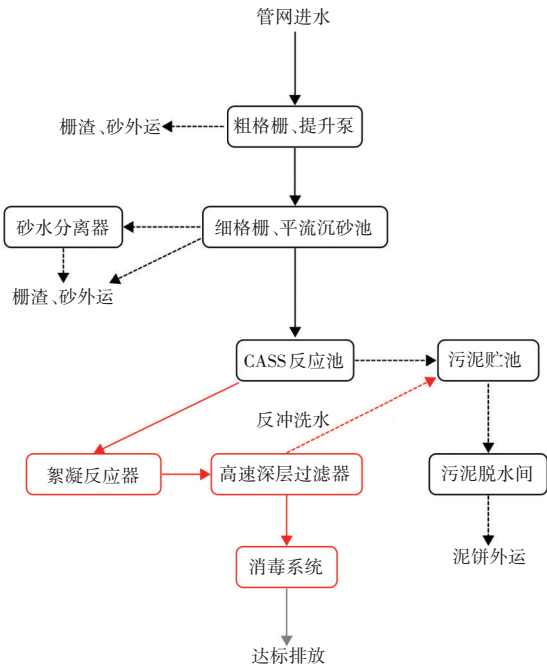 管网进水
栅渣、砂外运
粗格栅、提升泵
砂水分离器
细格栅、平流沉砂池
栅渣、砂外运
CASS反应池
污泥贮池
反冲洗水
絮凝反应器
高速深层过滤器
污泥脱水间
消毒系统
泥饼外运
达标排放